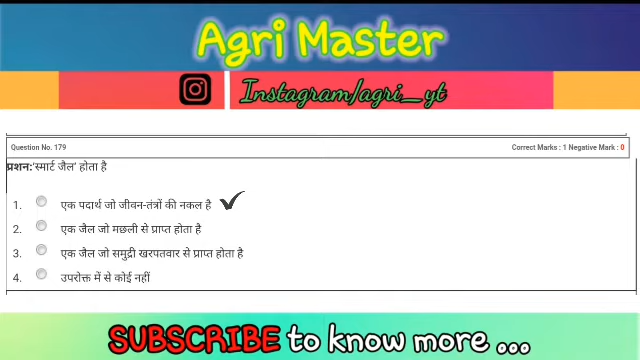 Agri Master
Instagram/agri_yt
Question No. 179 Correct Marks : 1 Negative Mark : 0
प्रशन:'स्मार्ट जैल' होता है
1. एक पदार्थ जो जीवन-तंत्रों की नकल है
2. एक जैल जो मछली से प्राप्त होता है
3. एक जैल जो समुद्री खरपतवार से प्राप्त होता है
4. उपरोक्त में से कोई नहीं
SUBSCRIBE to know more ...